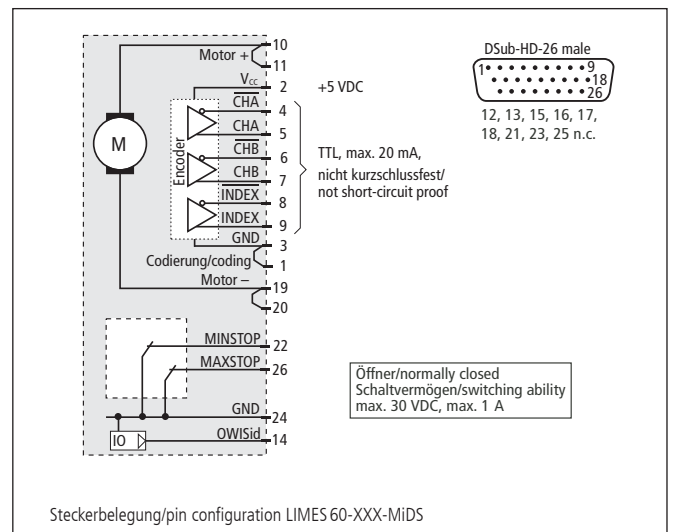 10
Motor +
11
Vcc
2
+5 VDC
CHA
4
CHA
5
CHB
6
CHB
7
INDEX
8
INDEX
9
GND
3
Codierung/coding
1
Motor –
19
20
M
Encoder
TTL, max. 20 mA,
nicht kurzschlussfest/
not short-circuit proof
DSub-HD-26 male
1
9
18
26
12, 13, 15, 16, 17,
18, 21, 23, 25 n.c.
MINSTOP
22
MAXSTOP
26
GND
24
IO
OWISid
14
Öffner/normally closed
Schaltvermögen/switching ability
max. 30 VDC, max. 1 A
Steckerbelegung/pin configuration LIMES 60-XXX-MiDS